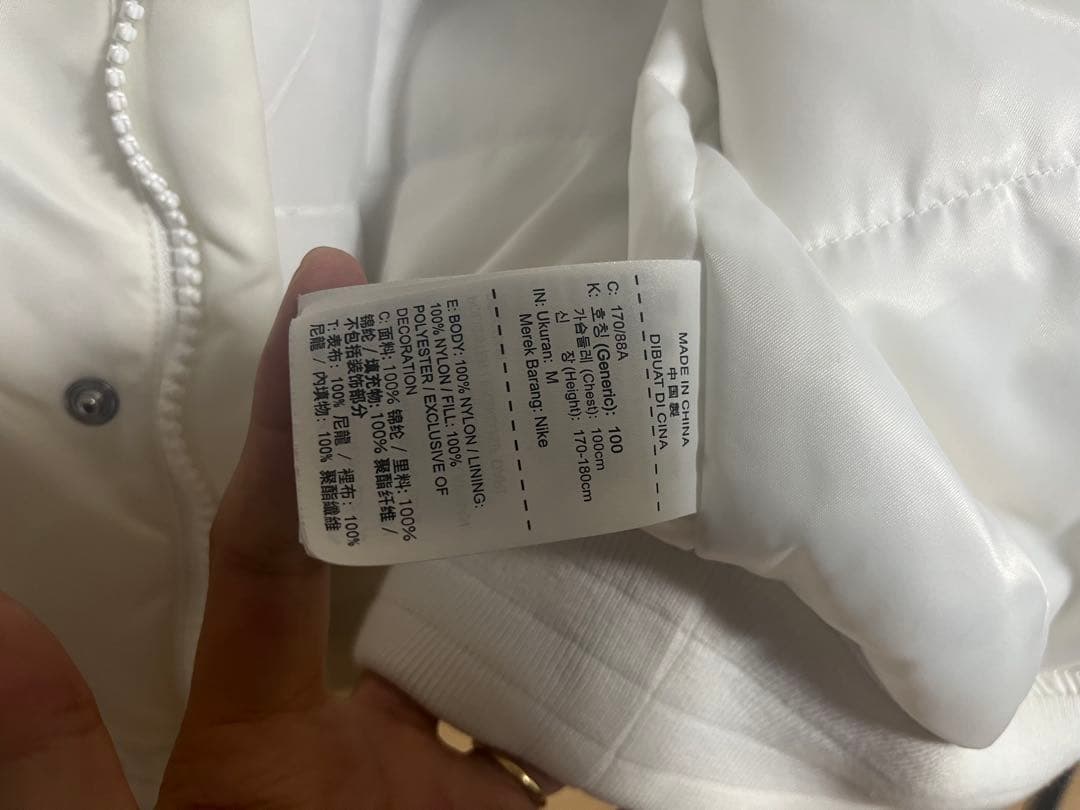 MADE IN CHINA
中国製
DIBUAT DI CINA
C: 170/88A
K: 호칭 (Generic): 100
가슴둘레 (Chest): 100cm
신 장 (Height): 170-180cm
IN: Ukuran: M
Merek Barang: Nike
E: BODY: 100% NYLON / LINING:
100% NYLON / FILL: 100%
POLYESTER / EXCLUSIVE OF
DECORATION
C: 面料: 100% 锦纶 / 里料: 100%
锦纶 / 填充物: 100% 聚酯纤维 /
不包括装饰部分
T: 表布: 100% 尼龍 / 裡布: 100%
尼龍 / 內填物: 100% 聚酯纖維